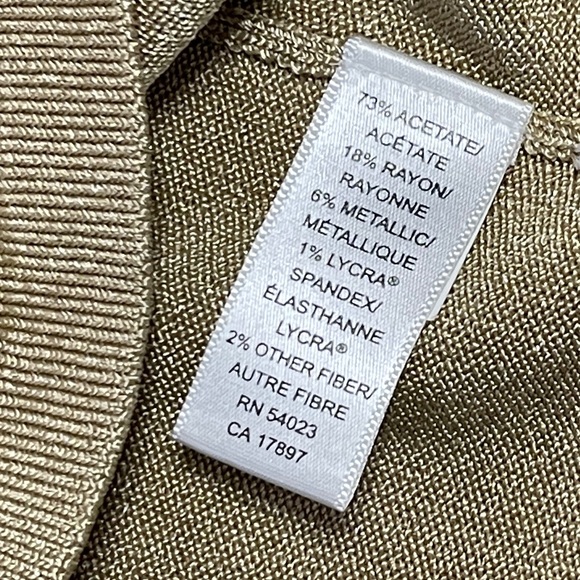 73% ACETATE/
ACÉTATE
18% RAYON/
RAYONNE
6% METALLIC/
MÉTALLIQUE
1% LYCRA®
SPANDEX/
ÉLASTHANNE
LYCRA®
2% OTHER FIBER/
AUTRE FIBRE
RN 54023
CA 17897